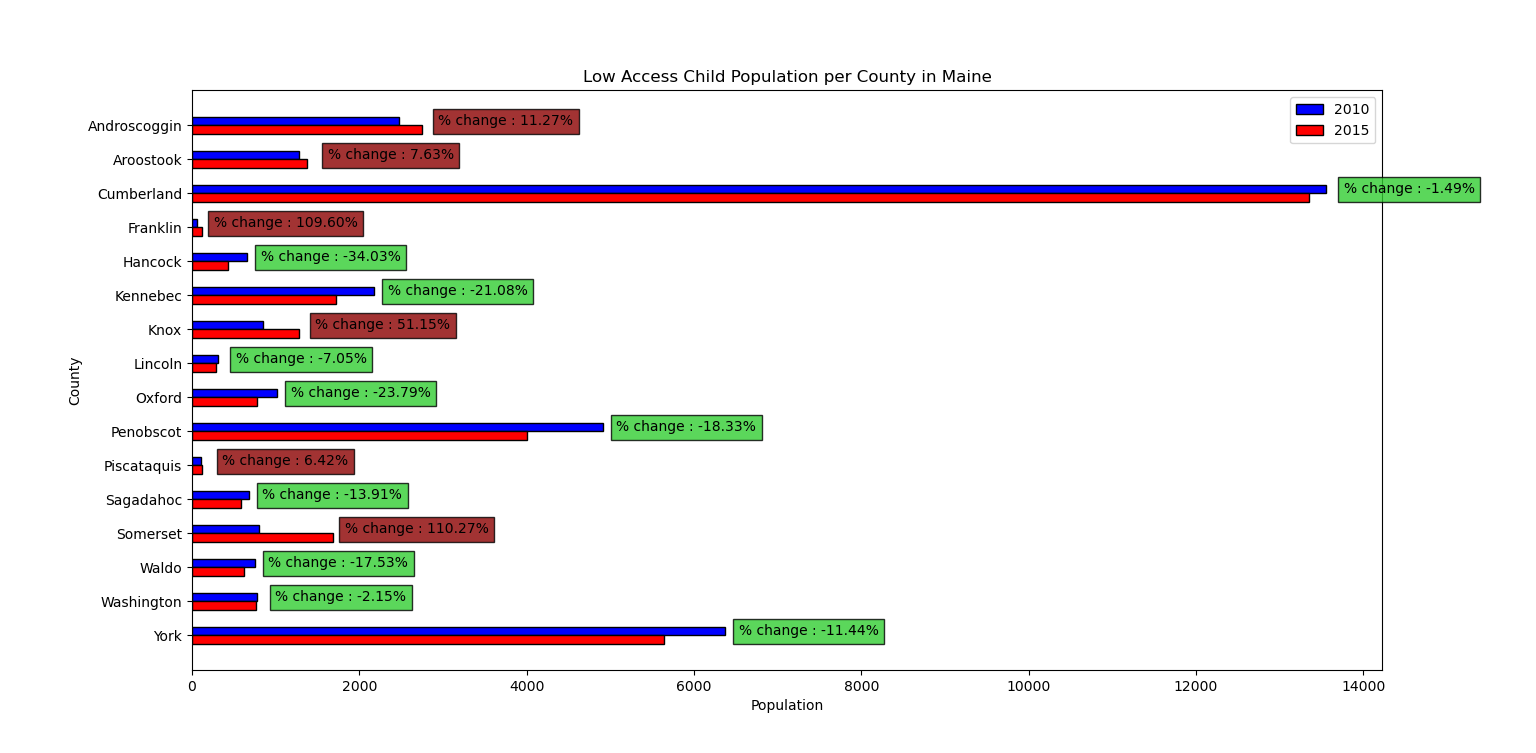 Low Access Child Population per County in Maine
2010
2015
Androscoggin % change : 11.27%
Aroostook % change : 7.63%
Cumberland % change : -1.49%
Franklin % change : 109.60%
Hancock % change : -34.03%
Kennebec % change : -21.08%
Knox % change : 51.15%
Lincoln % change : -7.05%
Oxford % change : -23.79%
Penobscot % change : -18.33%
Piscataquis % change : 6.42%
Sagadahoc % change : -13.91%
Somerset % change : 110.27%
Waldo % change : -17.53%
Washington % change : -2.15%
York % change : -11.44%
County
0 2000 4000 6000 8000 10000 12000 14000
Population